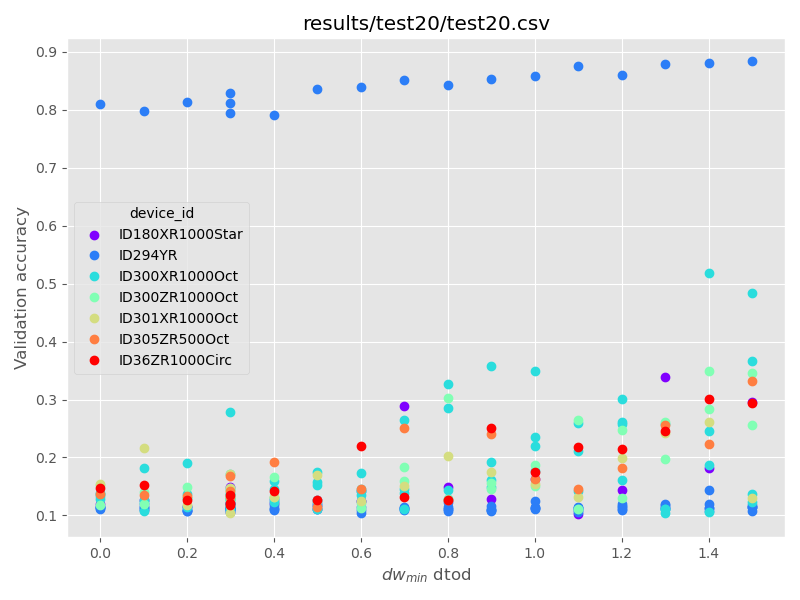 results/test20/test20.csv
0.9
0.8
0.7
0.6
0.5
0.4
0.3
0.2
0.1
Validation accuracy
device_id
ID180XR1000Star
ID294YR
ID300XR1000Oct
ID300ZR1000Oct
ID301XR1000Oct
ID305ZR500Oct
ID36ZR1000Circ
0.0 0.2 0.4 0.6 0.8 1.0 1.2 1.4
dw_min dtod